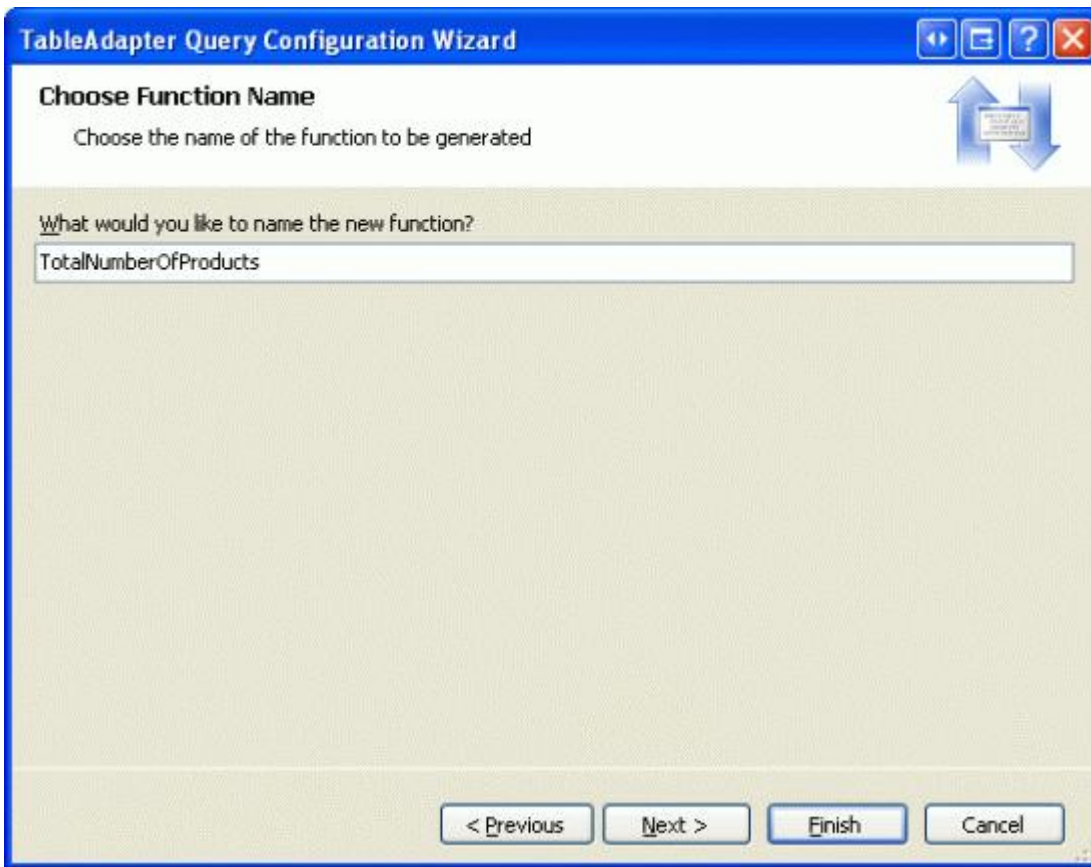 TableAdapter Query Configuration Wizard
Choose Function Name
Choose the name of the function to be generated
What would you like to name the new function?
TotalNumberOfProducts
< Previous
Next >
Finish
Cancel